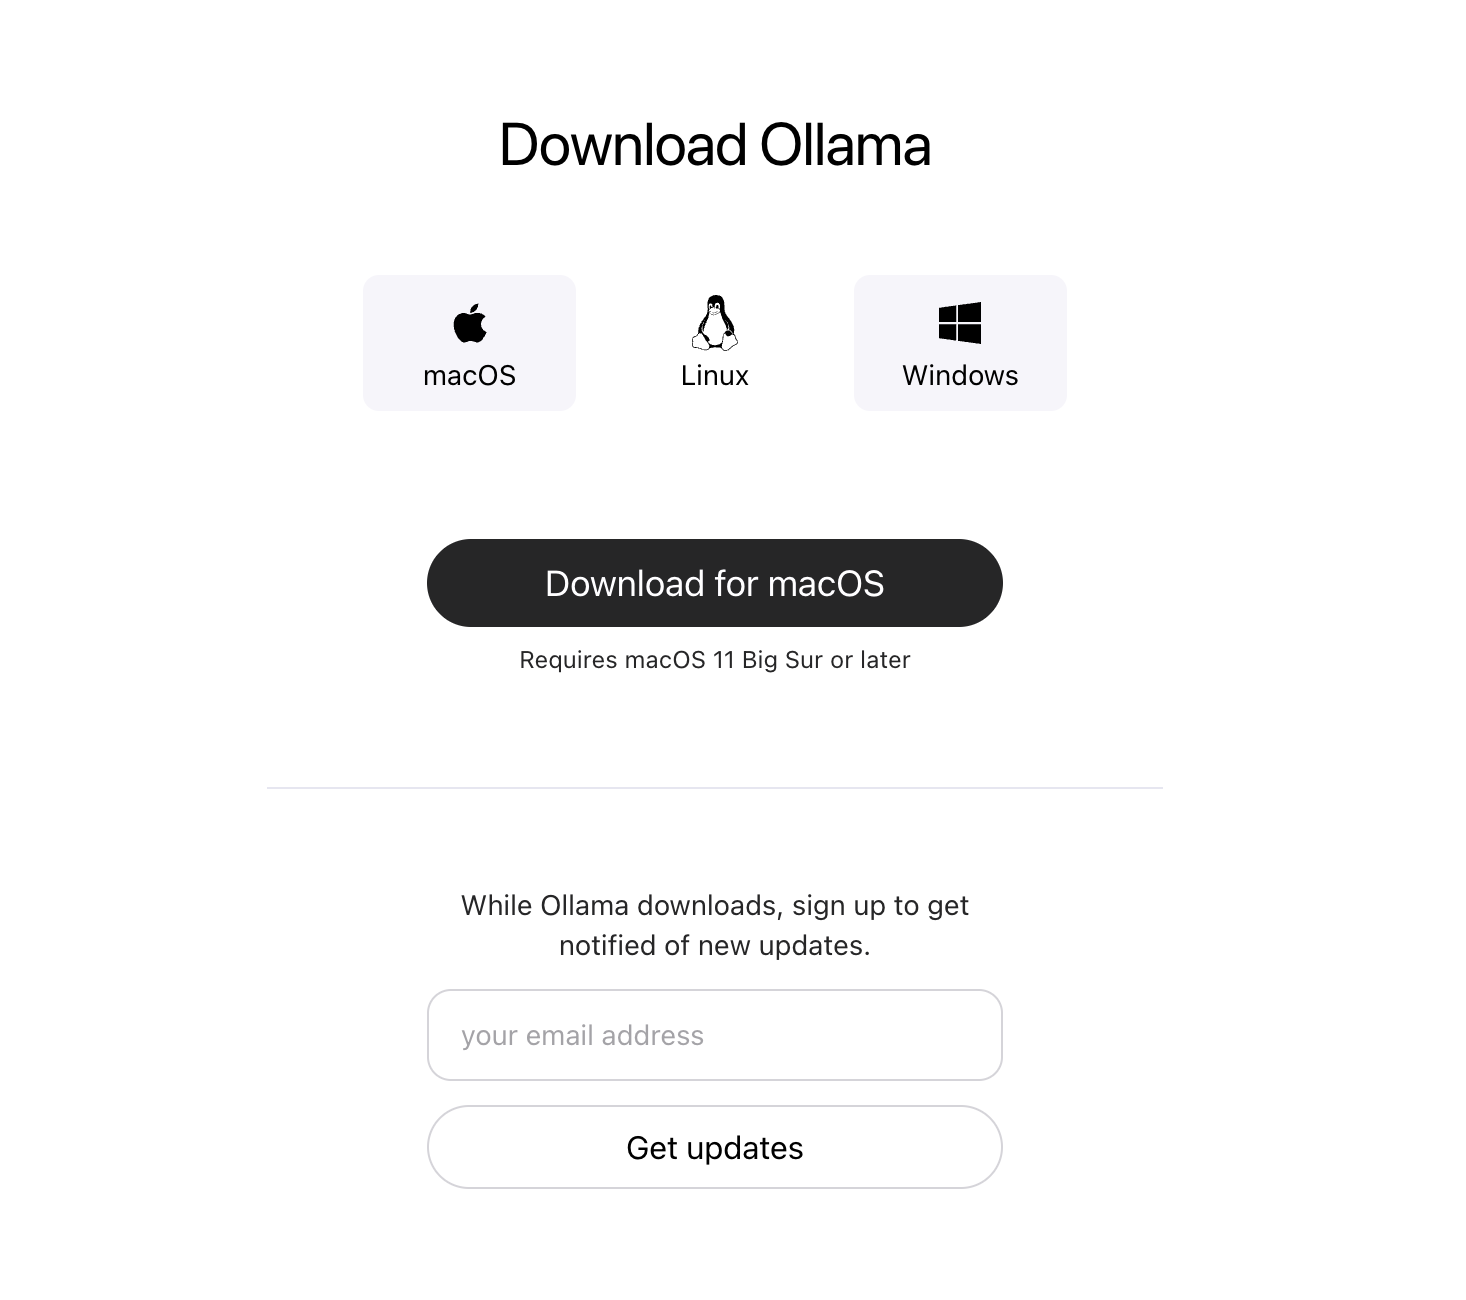 Download Ollama
macOS
Linux
Windows
Download for macOS
Requires macOS 11 Big Sur or later
While Ollama downloads, sign up to get
notified of new updates.
your email address
Get updates